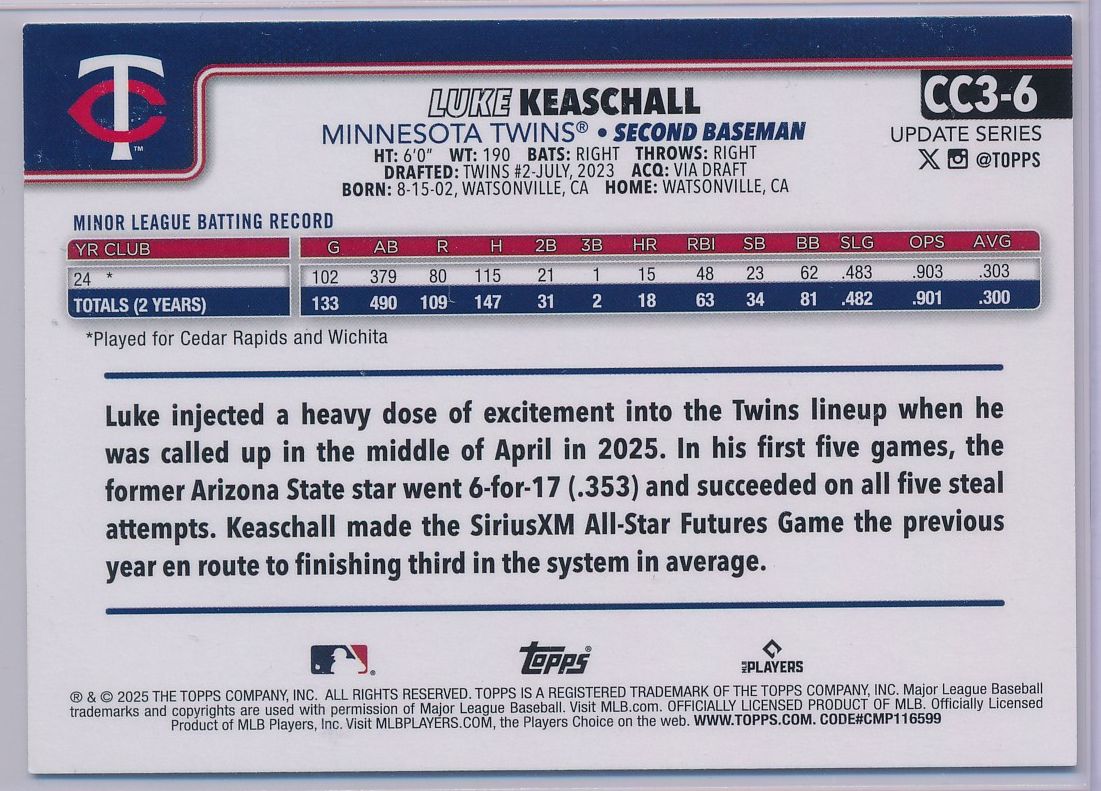 LUKE KEASCHALL
CC3-6
MINNESOTA TWINS® • SECOND BASEMAN
UPDATE SERIES
HT: 6'0" WT: 190 BATS: RIGHT THROWS: RIGHT
X @TOPPS
DRAFTED: TWINS #2-JULY, 2023 ACQ: VIA DRAFT
BORN: 8-15-02, WATSONVILLE, CA HOME: WATSONVILLE, CA
TC
™
MINOR LEAGUE BATTING RECORD
YR CLUB G AB R H 2B 3B HR RBI SB BB SLG OPS AVG
24 * 102 379 80 115 21 1 15 48 23 62 .483 .903 .303
TOTALS (2 YEARS) 133 490 109 147 31 2 18 63 34 81 .482 .901 .300
*Played for Cedar Rapids and Wichita
Luke injected a heavy dose of excitement into the Twins lineup when he
was called up in the middle of April in 2025. In his first five games, the
former Arizona State star went 6-for-17 (.353) and succeeded on all five steal
attempts. Keaschall made the SiriusXM All-Star Futures Game the previous
year en route to finishing third in the system in average.
® Topps® MLB PLAYERS
® & © 2025 THE TOPPS COMPANY, INC. ALL RIGHTS RESERVED. TOPPS IS A REGISTERED TRADEMARK OF THE TOPPS COMPANY, INC. Major League Baseball
trademarks and copyrights are used with permission of Major League Baseball. Visit MLB.com. OFFICIALLY LICENSED PRODUCT OF MLB. Officially Licensed
Product of MLB Players, Inc. Visit MLBPLAYERS.COM, the Players Choice on the web. WWW.TOPPS.COM. CODE#CMP116599